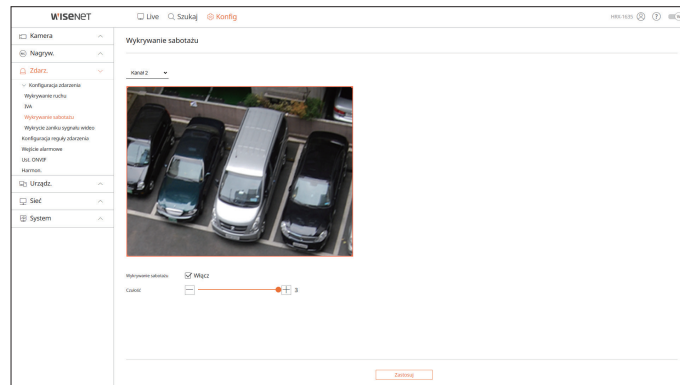 WISENET
Live Szukaj Konfig
HRX-1635
Kamera
Nagryw.
Zdarz.
Konfiguracja zdarzenia
Wykrywanie ruchu
IVA
Wykrywanie sabotażu
Wykrycie zaniku sygnału wideo
Konfiguracja reguły zdarzenia
Wejście alarmowe
Ust. ONVIF
Harmon.
Urządz.
Sieć
System
Wykrywanie sabotażu
Kanał 2
Wykrywanie sabotażu Włącz
Czułość 3
Zastosuj